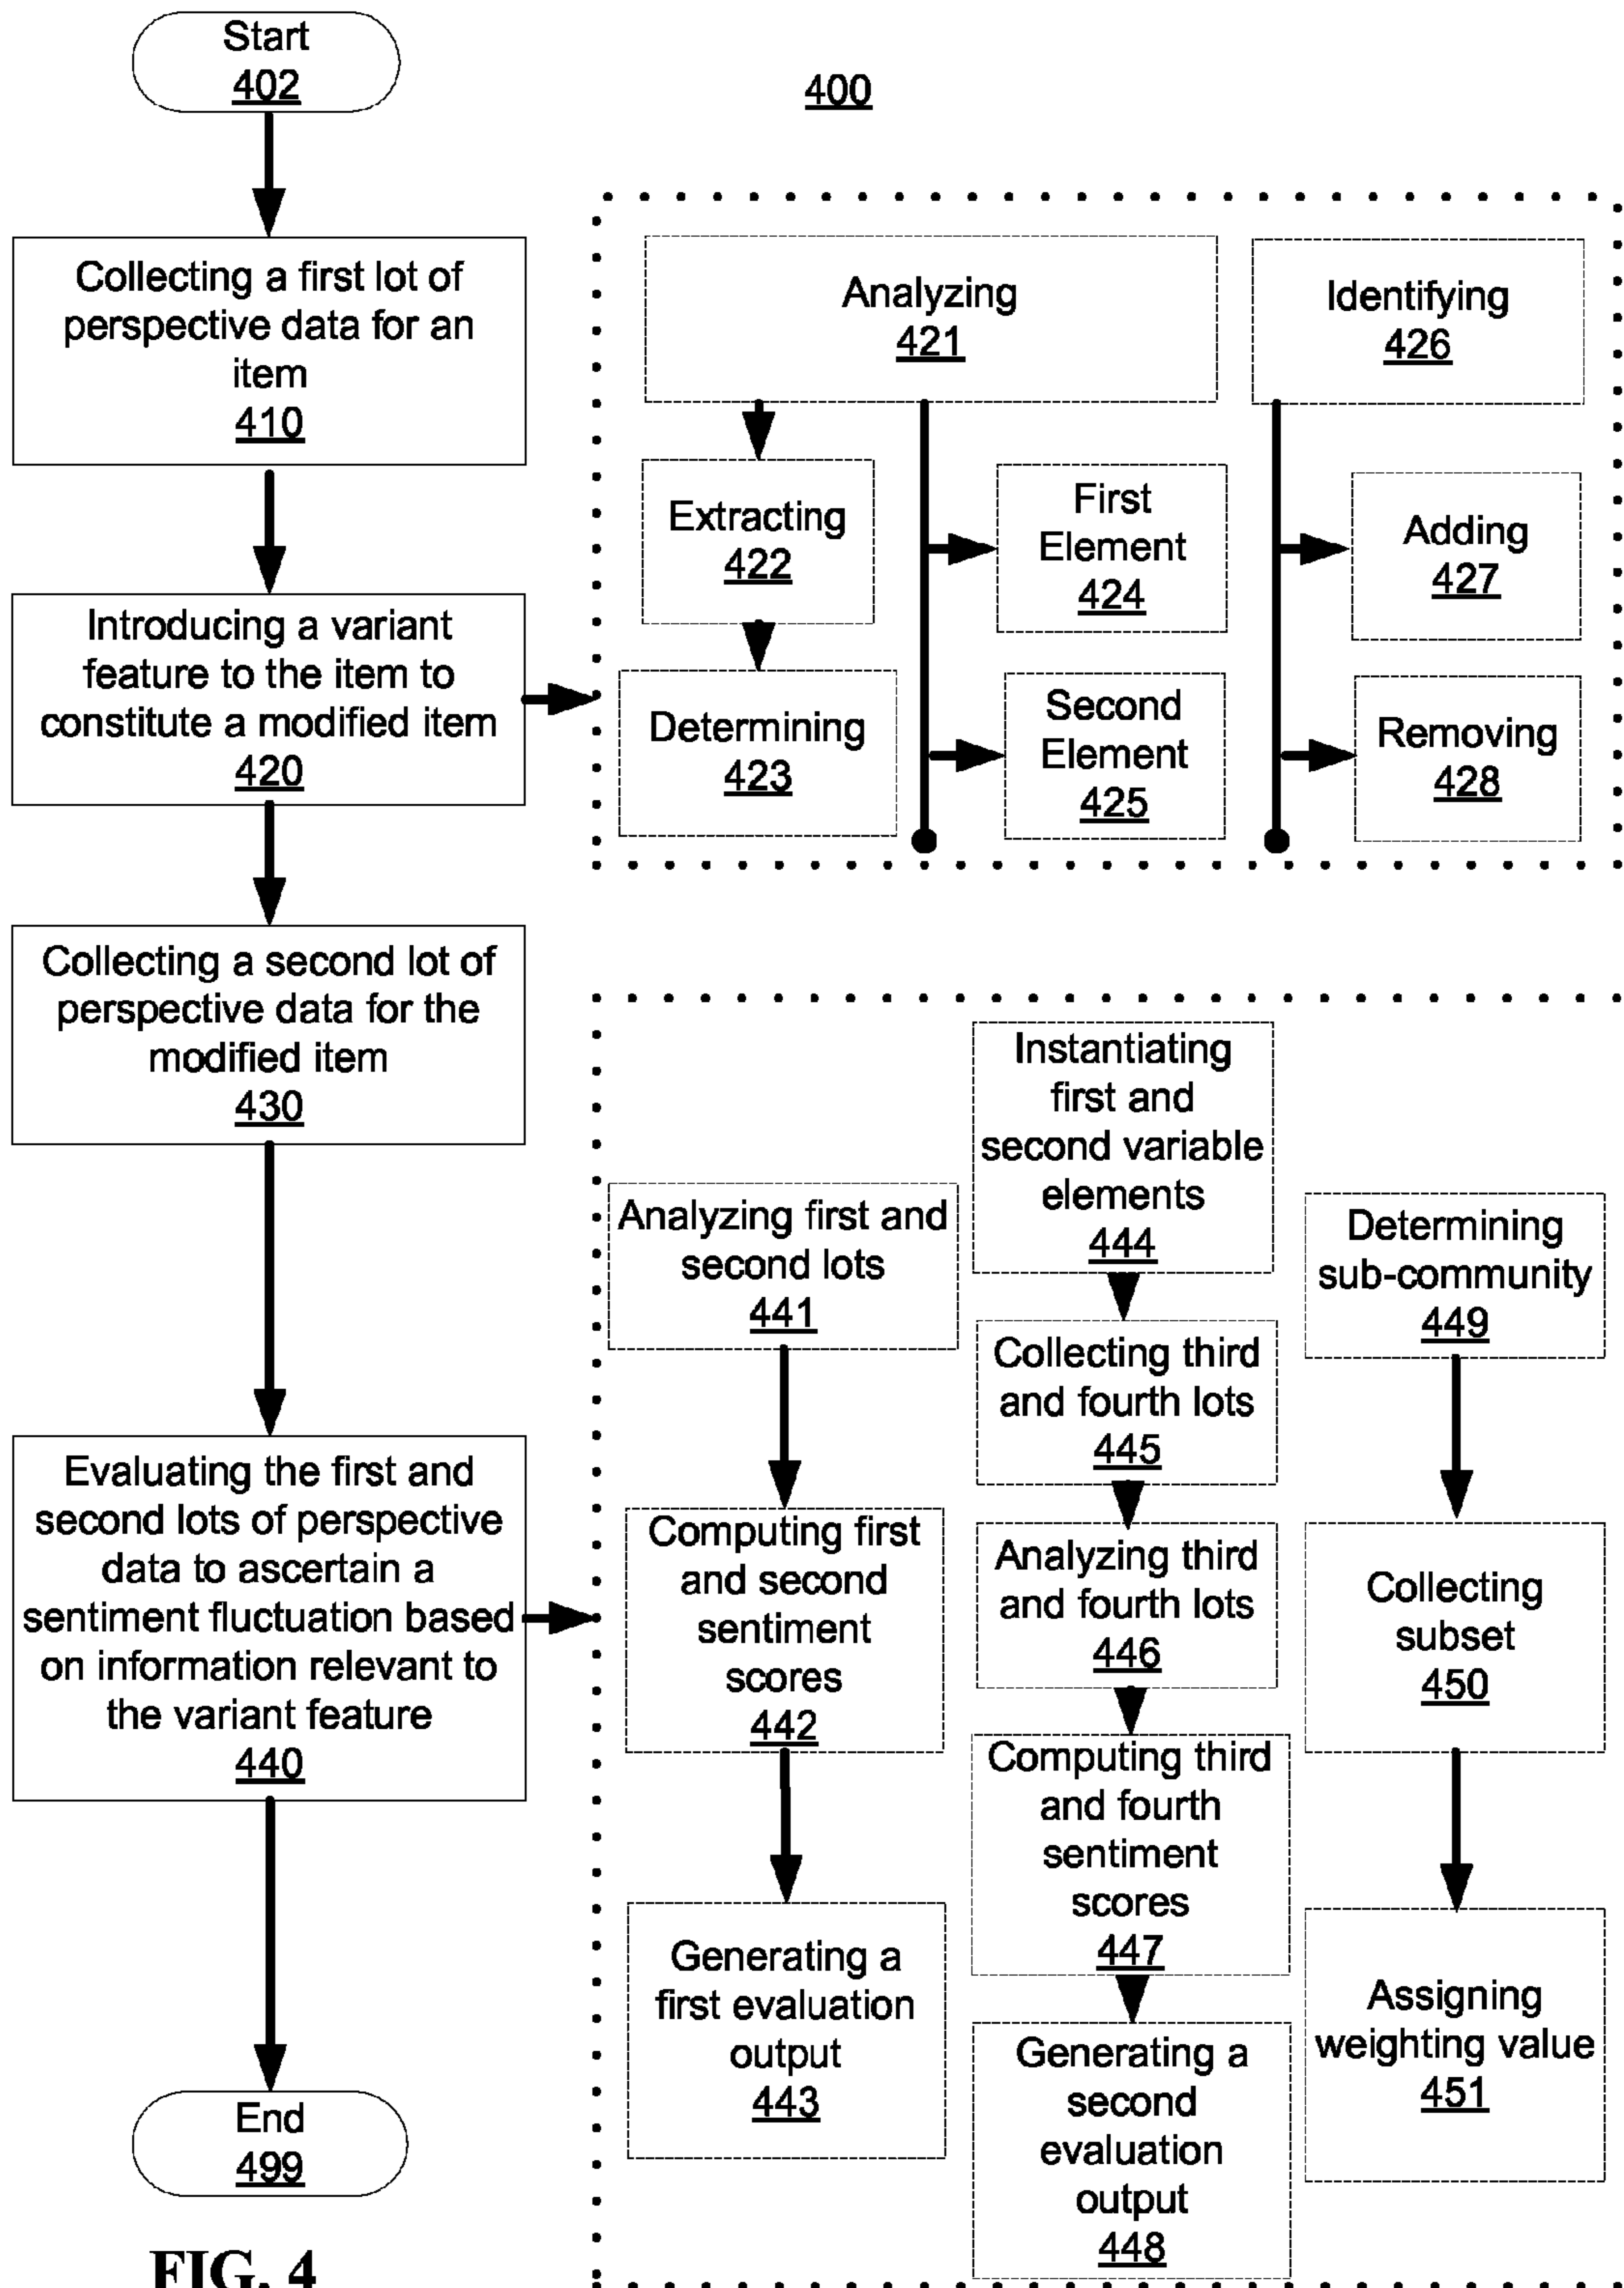 Start
402
400
Collecting a first lot of
perspective data for an
item
410
Introducing a variant
feature to the item to
constitute a modified item
420
Collecting a second lot of
perspective data for the
modified item
430
Evaluating the first and
second lots of perspective
data to ascertain a
sentiment fluctuation based
on information relevant to
the variant feature
440
End
499
Analyzing
421
Extracting
422
Determining
423
First
Element
424
Second
Element
425
Identifying
426
Adding
427
Removing
428
Analyzing first and
second lots
441
Computing first
and second
sentiment
scores
442
Generating a
first evaluation
output
443
Instantiating
first and
second variable
elements
444
Collecting third
and fourth lots
445
Analyzing third
and fourth lots
446
Computing third
and fourth
sentiment
scores
447
Generating a
second
evaluation
output
448
Determining
sub-community
449
Collecting
subset
450
Assigning
weighting value
451
FIG. 4